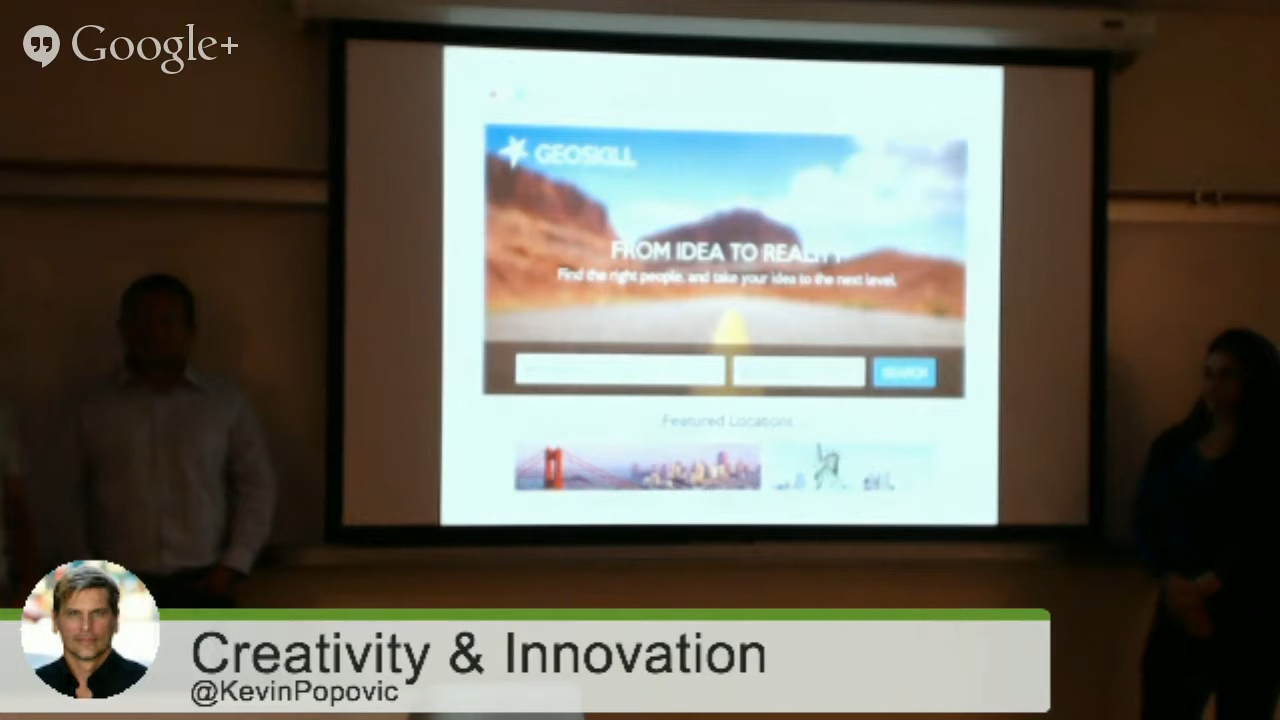 Google+
GEOSKILL
FROM IDEA TO REALITY
Find the right people, and take your idea to the next level.
SEARCH
Featured Locations
Creativity & Innovation
@KevinPopovic